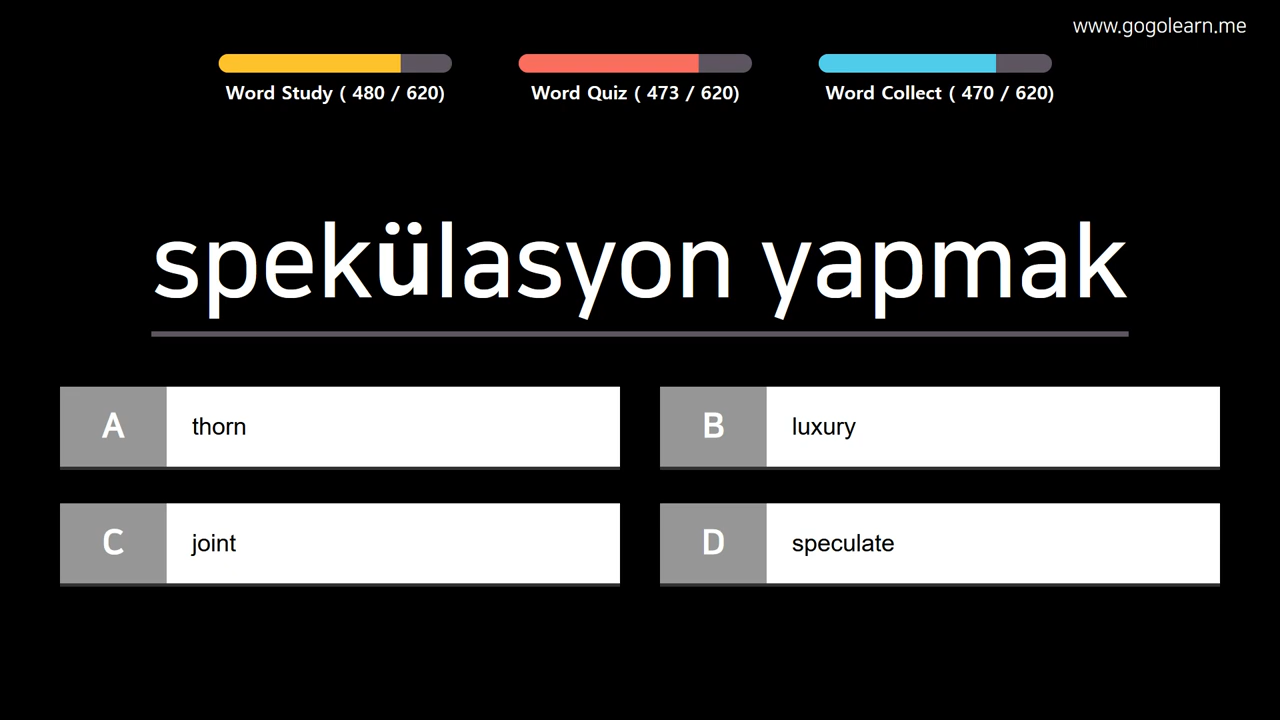 www.gogolearn.me
Word Study ( 480 / 620)
Word Quiz ( 473 / 620)
Word Collect ( 470 / 620)
spekülasyon yapmak
A thorn
B luxury
C joint
D speculate